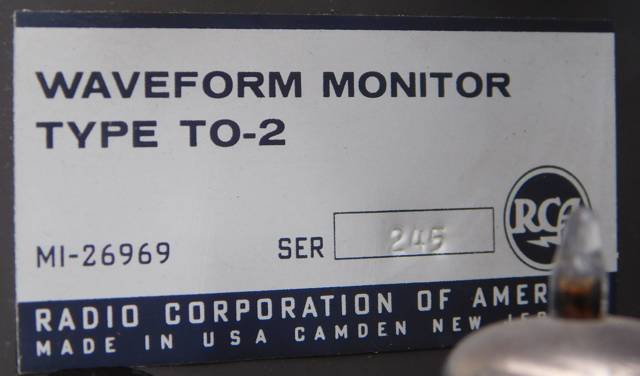 WAVEFORM MONITOR
TYPE TO-2
RCA
MI-26969 SER 245
RADIO CORPORATION OF AMER
MADE IN USA CAMDEN NEW